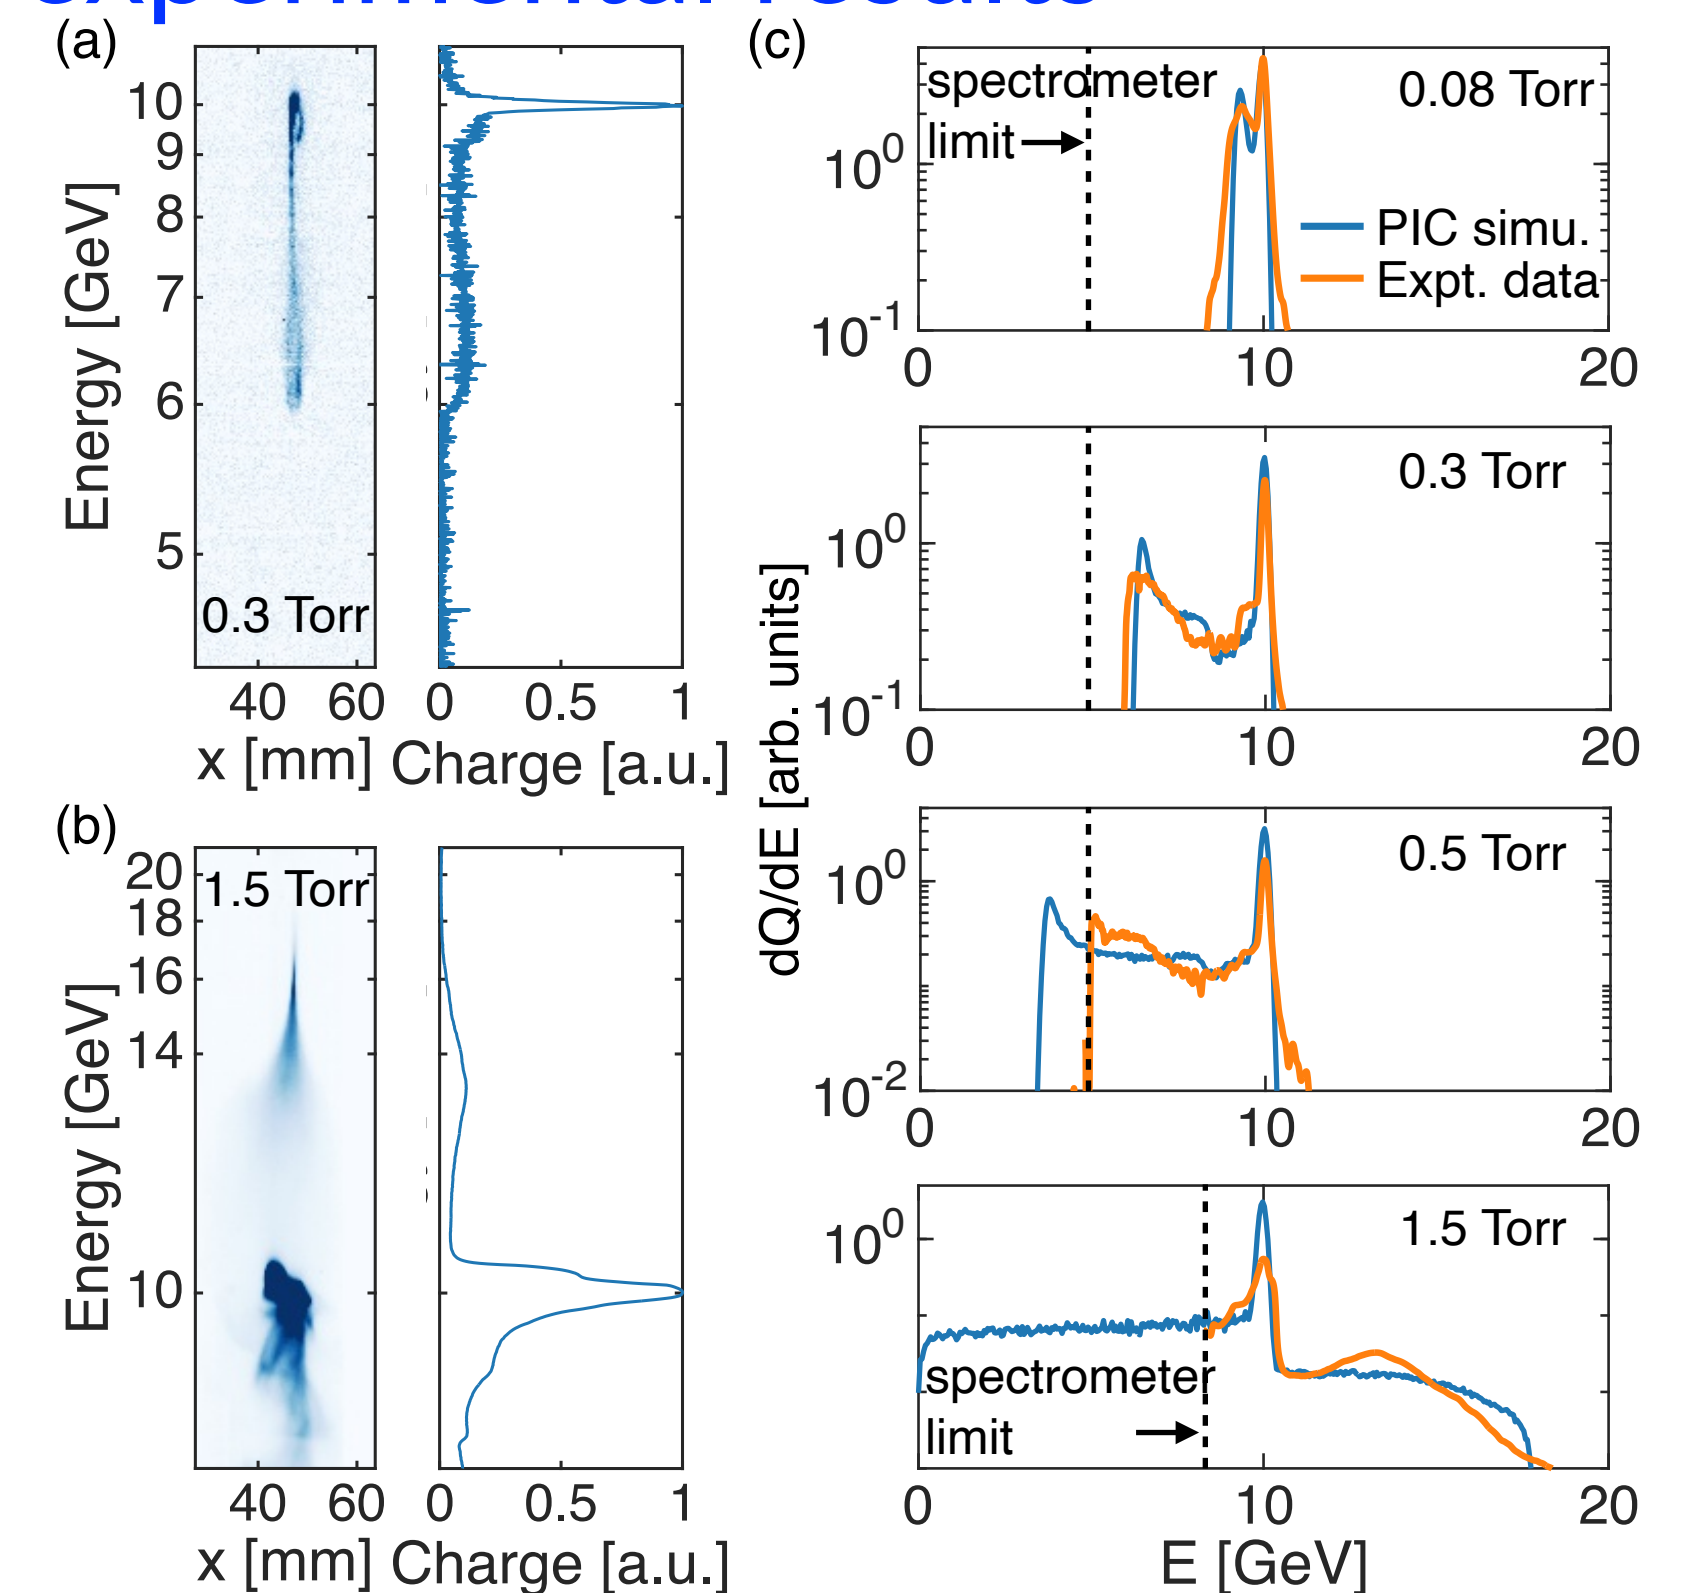 experimental results
(a)
10
9
8
7
6
5
Energy [GeV]
0.3 Torr
40 60
x [mm]
0 0.5 1
Charge [a.u.]
(b)
20
18
16
14
10
Energy [GeV]
1.5 Torr
40 60
x [mm]
0 0.5 1
Charge [a.u.]
(c)
dQ/dE [arb. units]
spectrometer
limit
0.08 Torr
PIC simu.
Expt. data
10^0
10^-1
0 10 20
0.3 Torr
10^0
10^-1
0 10 20
0.5 Torr
10^0
10^-2
0 10 20
1.5 Torr
10^0
spectrometer
limit
0 10 20
E [GeV]